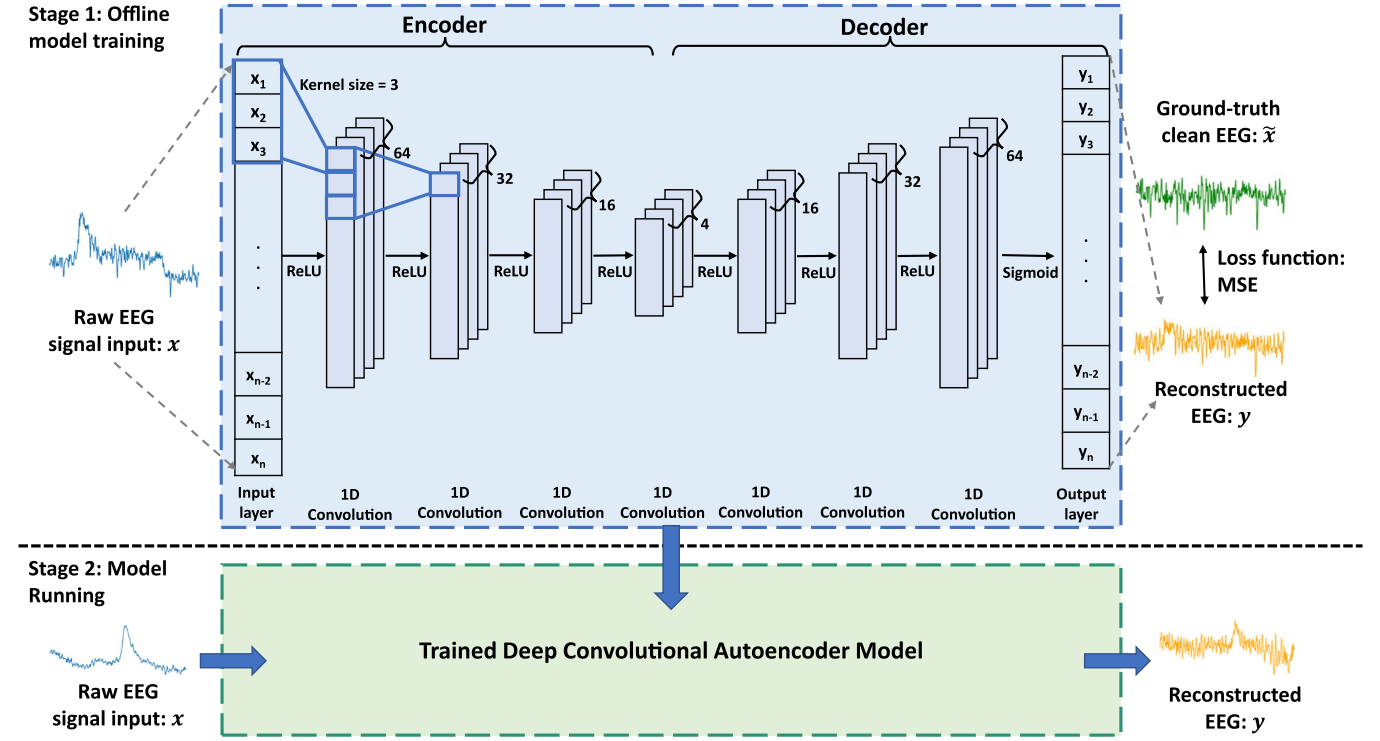 Stage 1: Offline
model training
Encoder
Decoder
Kernel size = 3
x1
x2
x3
.
.
.
xn-2
xn-1
xn
64
32
16
4
16
32
64
ReLU
ReLU
ReLU
ReLU
ReLU
ReLU
ReLU
Sigmoid
y1
y2
y3
.
.
.
yn-2
yn-1
yn
Raw EEG
signal input: x
Ground-truth
clean EEG: x̃
Loss function:
MSE
Reconstructed
EEG: y
Input
layer
1D
Convolution
1D
Convolution
1D
Convolution
1D
Convolution
1D
Convolution
1D
Convolution
1D
Convolution
Output
layer
Stage 2: Model
Running
Raw EEG
signal input: x
Trained Deep Convolutional Autoencoder Model
Reconstructed
EEG: y